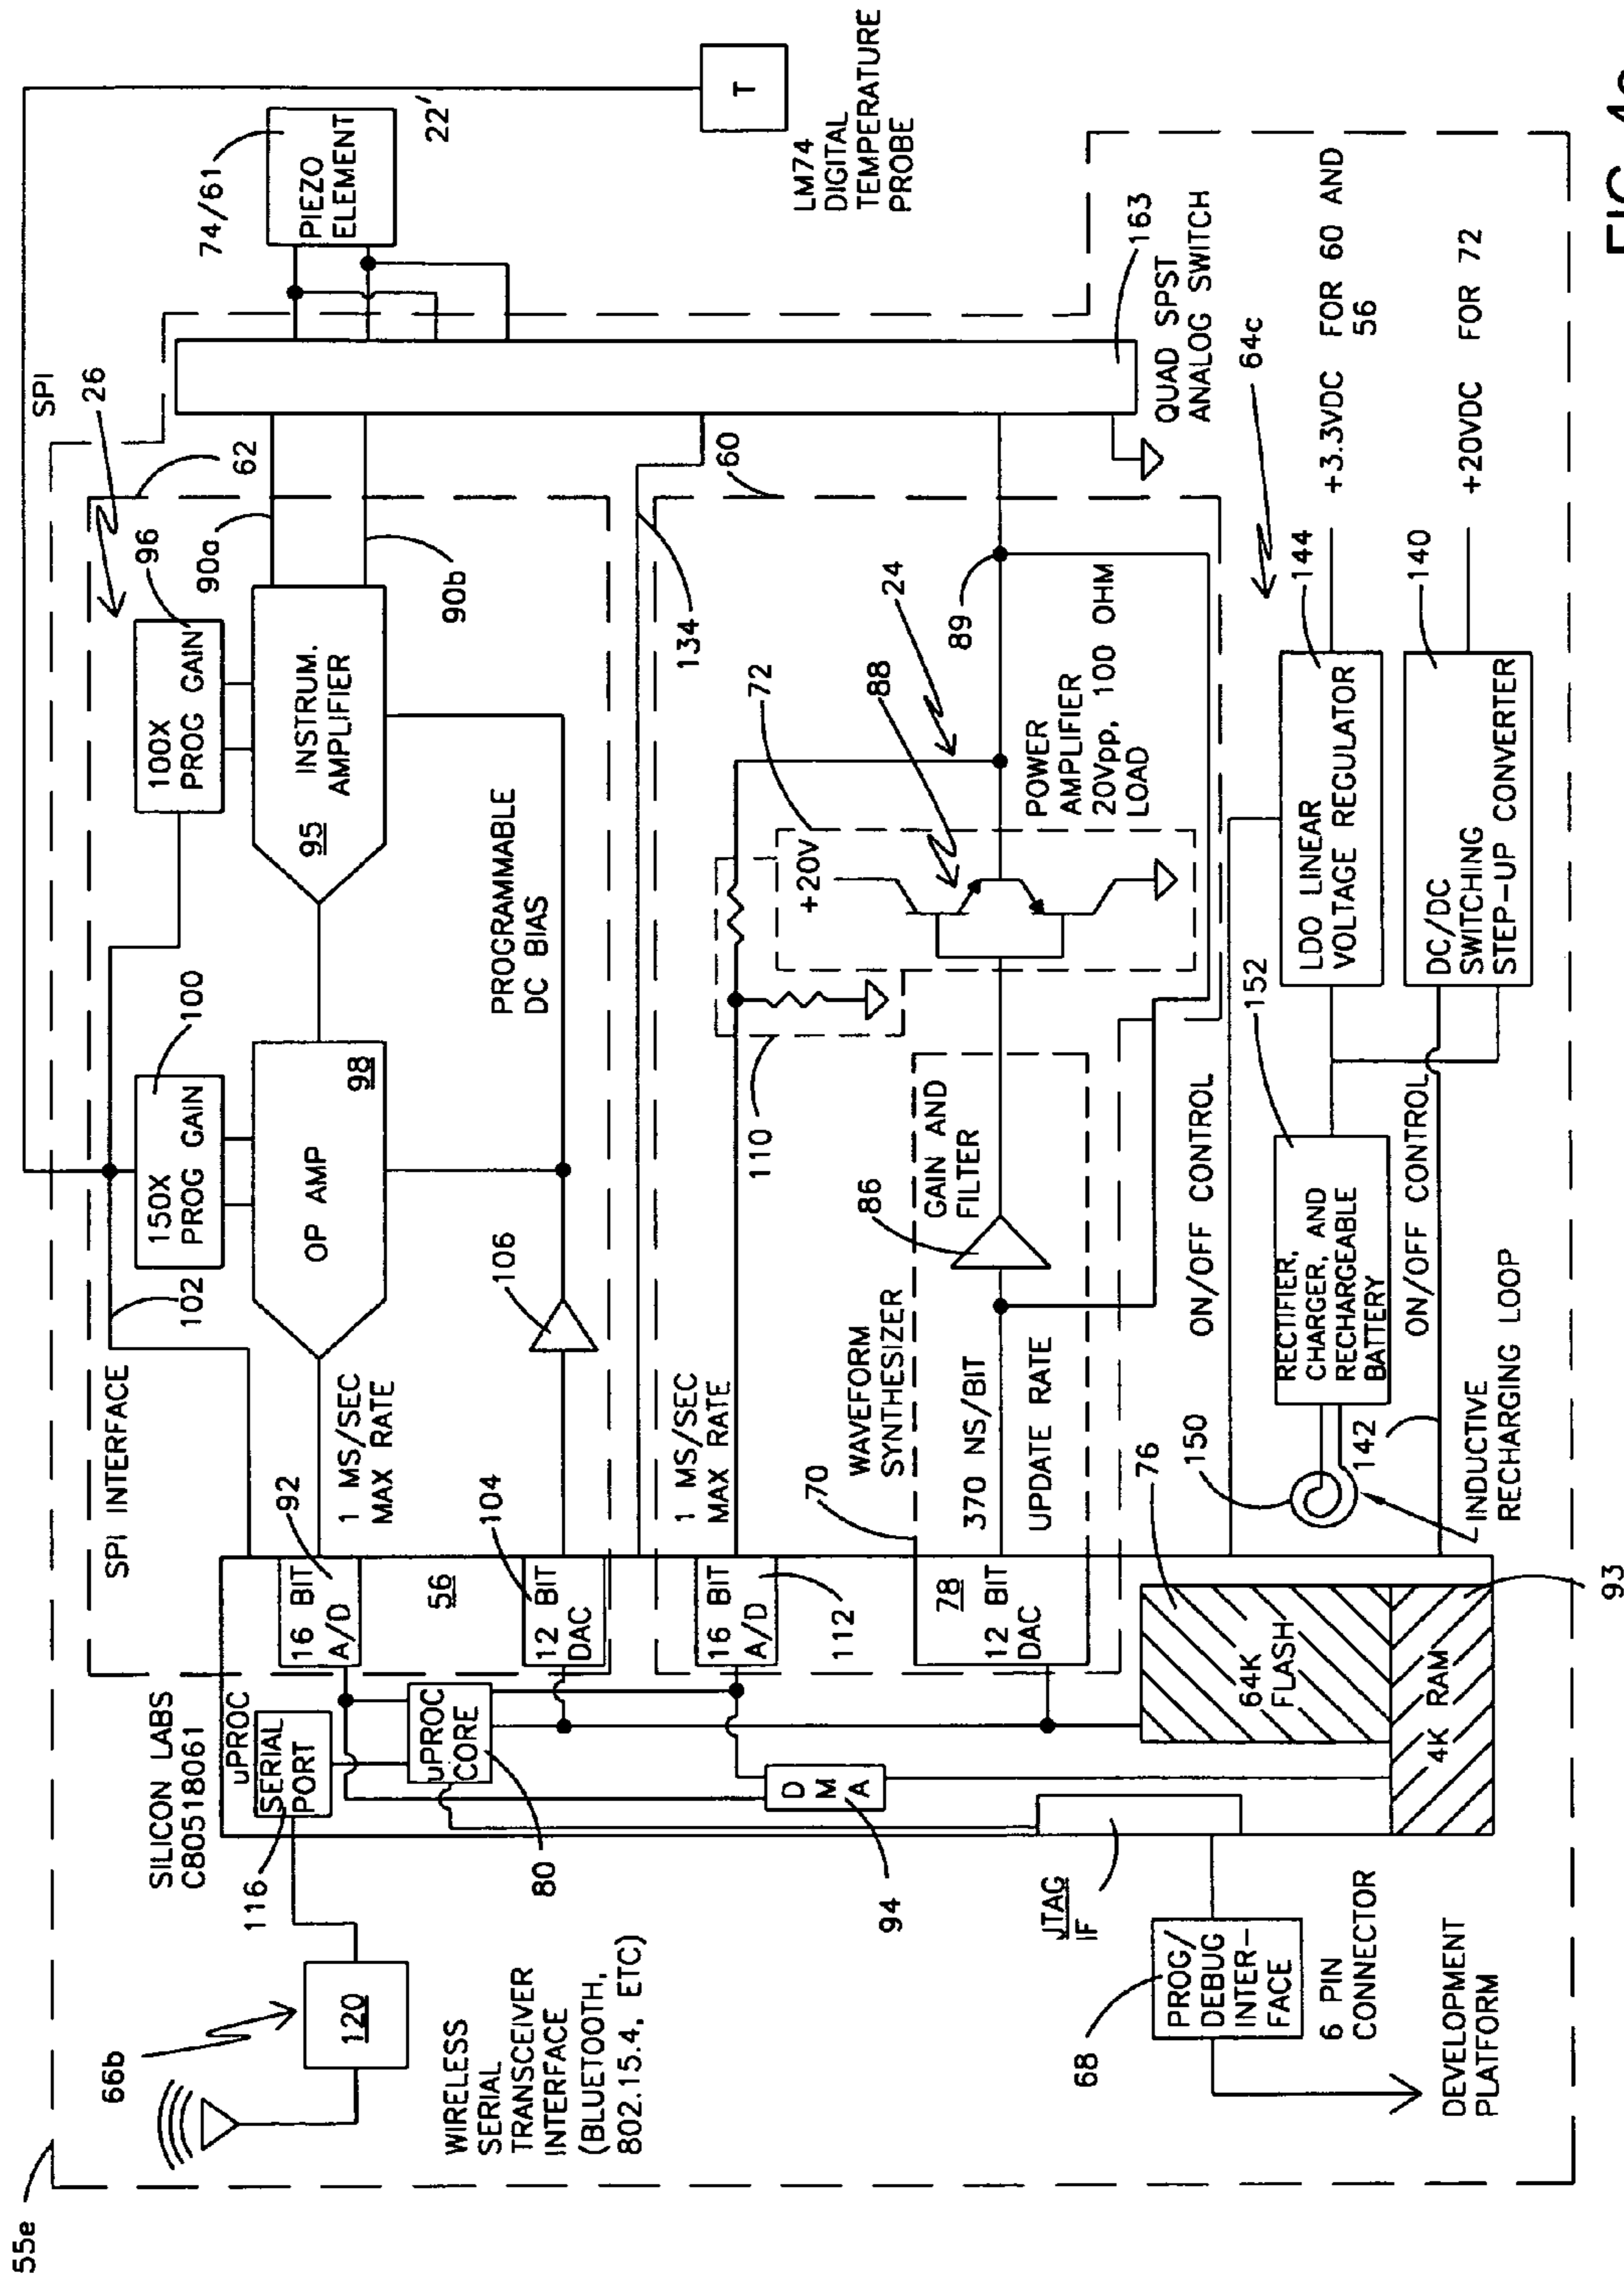 55e
66b
120
WIRELESS
SERIAL
TRANSCEIVER
INTERFACE
(BLUETOOTH,
802.15.4, ETC)
SILICON LABS
C80518061
116
uPROC
SERIAL
PORT
uPROC
CORE
80
16 BIT
A/D
92
56
104
12 BIT
DAC
16 BIT
A/D
112
78
12 BIT
DAC
D
M
A
94
JTAG
IF
68
PROG/
DEBUG
INTER-
FACE
6 PIN
CONNECTOR
DEVELOPMENT
PLATFORM
76
64K
FLASH
4K RAM
93
SPI INTERFACE
102
1 MS/SEC
MAX RATE
106
150X
PROG GAIN
100
OP AMP
98
PROGRAMMABLE
DC BIAS
100X
PROG GAIN
96
26
INSTRUM.
AMPLIFIER
95
90a
90b
62
SPI
74/61
PIEZO
ELEMENT
22'
T
LM74
DIGITAL
TEMPERATURE
PROBE
163
QUAD SPST
ANALOG SWITCH
134
60
1 MS/SEC
MAX RATE
110
72
+20V
88
24
89
POWER
AMPLIFIER
20Vpp, 100 OHM
LOAD
WAVEFORM
SYNTHESIZER
70
370 NS/BIT
UPDATE RATE
86
GAIN AND
FILTER
ON/OFF CONTROL
150
142
INDUCTIVE
RECHARGING LOOP
RECTIFIER,
CHARGER, AND
RECHARGEABLE
BATTERY
152
ON/OFF CONTROL
LDO LINEAR
VOLTAGE REGULATOR
144
64c
+3.3VDC FOR 60 AND
56
DC/DC
SWITCHING
STEP-UP CONVERTER
140
+20VDC FOR 72
FIG.